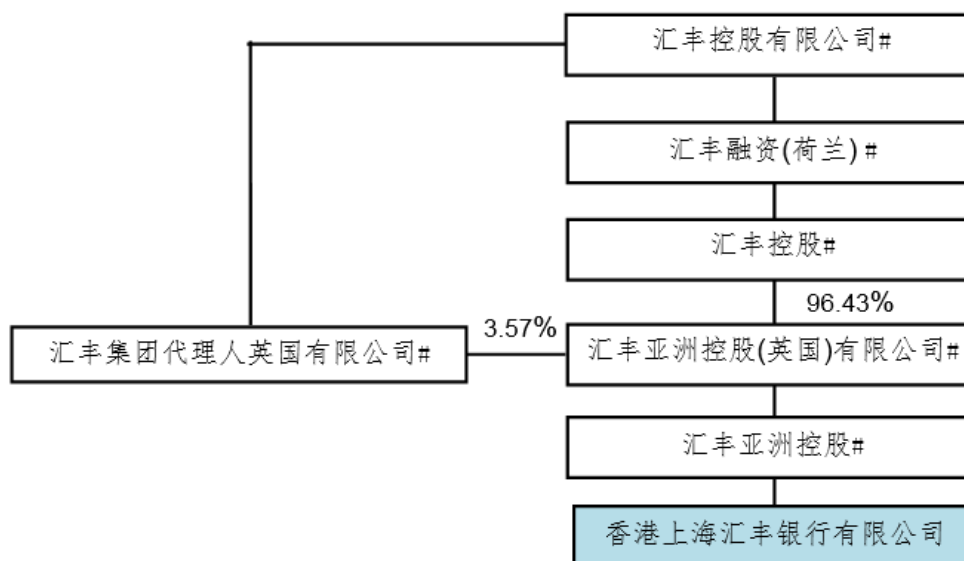 汇丰控股有限公司#
汇丰融资(荷兰) #
汇丰控股#
96.43%
3.57%
汇丰集团代理人英国有限公司#
汇丰亚洲控股(英国)有限公司#
汇丰亚洲控股#
香港上海汇丰银行有限公司